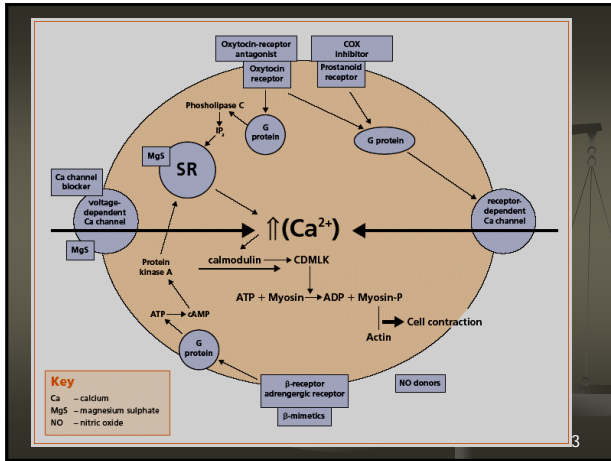 Oxytocin-receptor
antagonist
Oxytocin
receptor
COX
inhibitor
Prostanoid
receptor
Phosholipase C
IP3
G
protein
G protein
MgS
SR
Ca channel
blocker
voltage-
dependent
Ca channel
MgS
receptor-
dependent
Ca channel
⇑(Ca²⁺)
calmodulin → CDMLK
Protein
kinase A
ATP + Myosin → ADP + Myosin-P
ATP → cAMP
Cell contraction
Actin
G
protein
β-receptor
adrengergic receptor
β-mimetics
NO donors
Key
Ca – calcium
MgS – magnesium sulphate
NO – nitric oxide
3